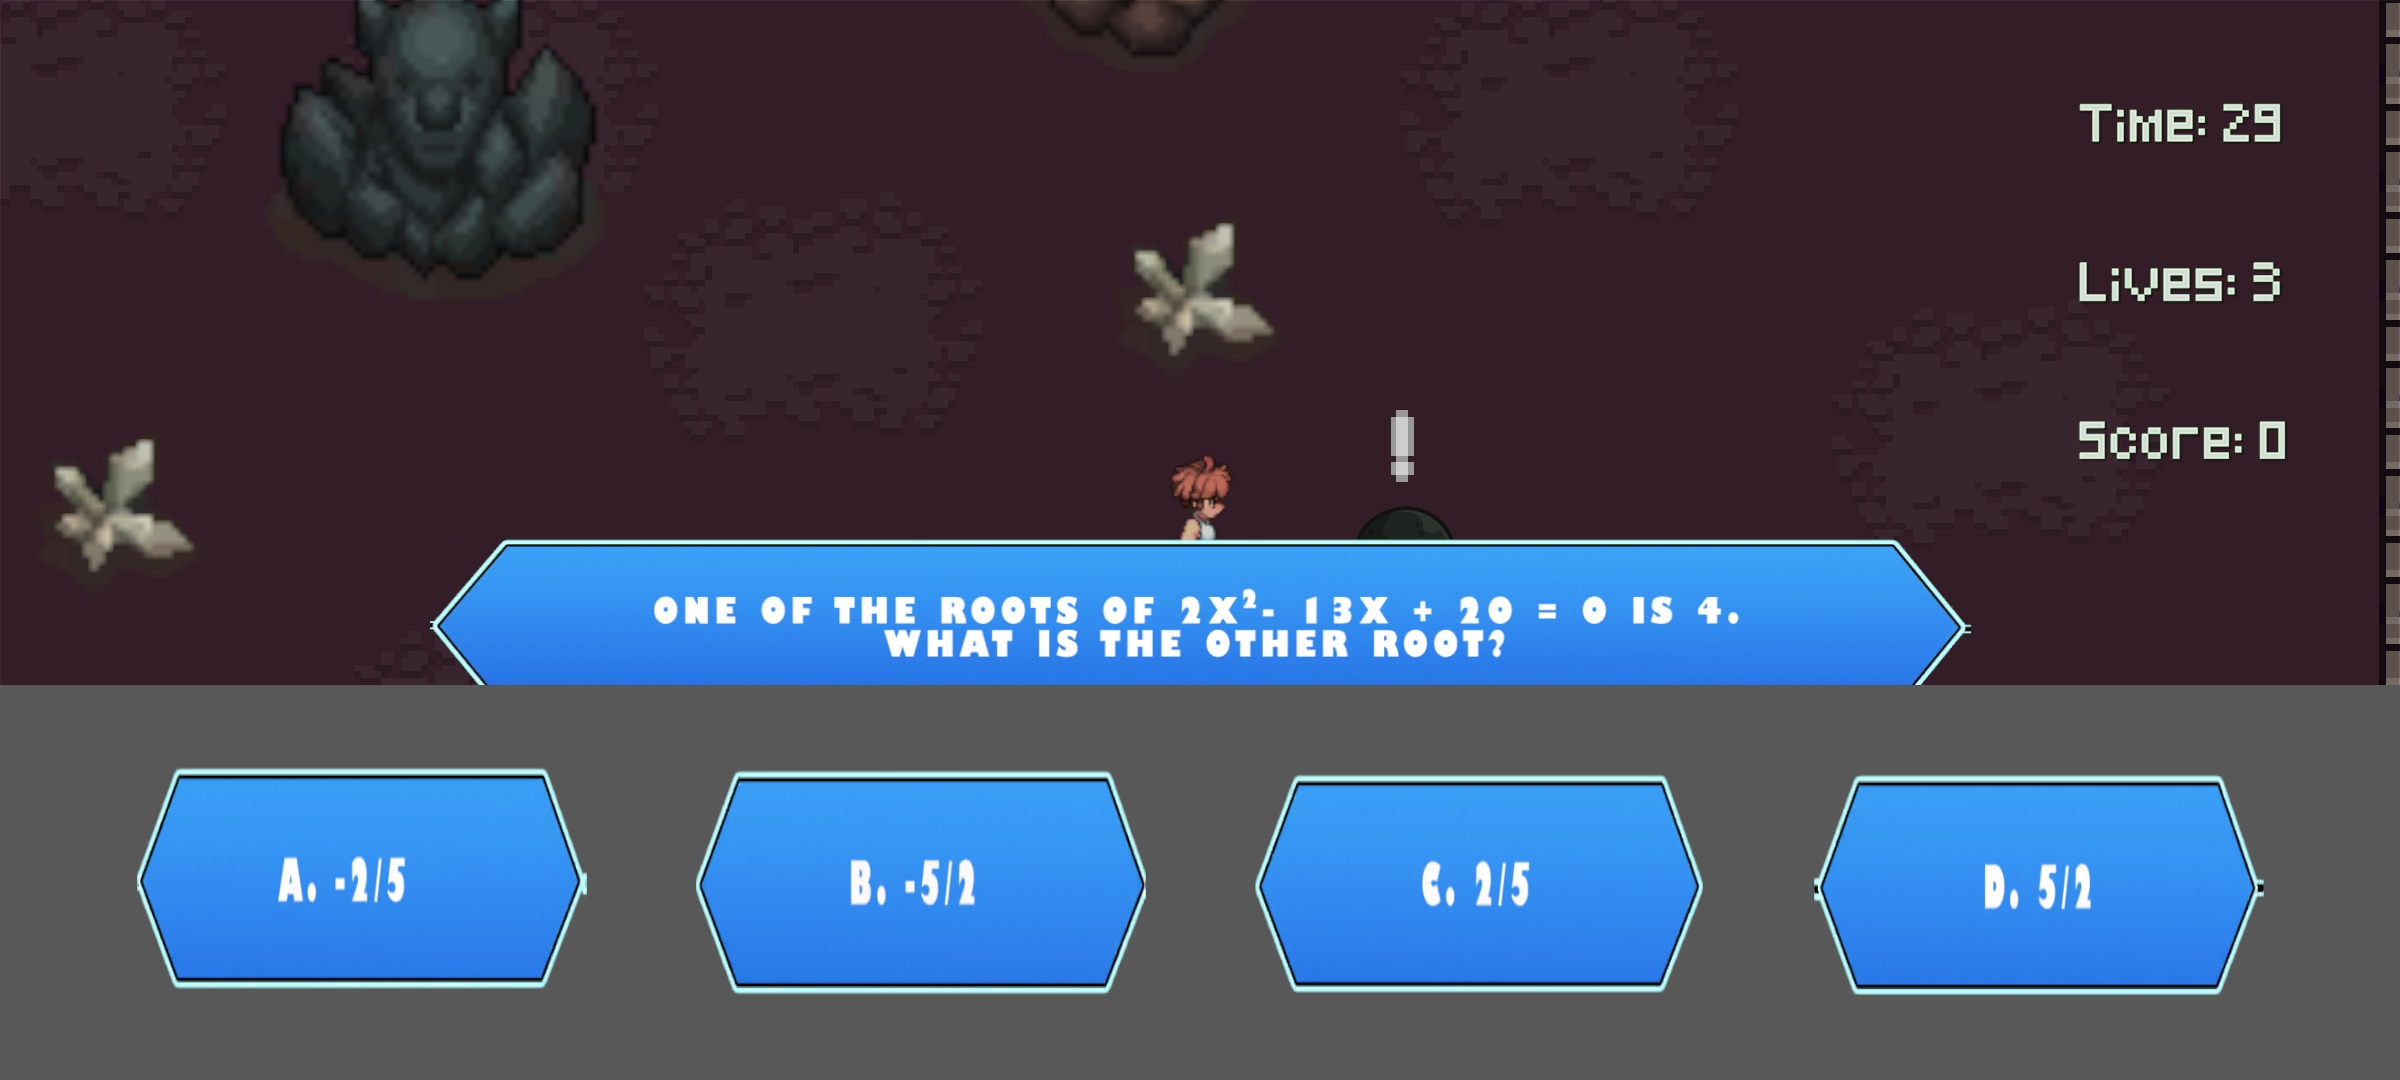 Time: 29
Lives: 3
Score: 0
ONE OF THE ROOTS OF 2X²- 13X + 20 = 0 IS 4.
WHAT IS THE OTHER ROOT?
A. -2/5
B. -5/2
C. 2/5
D. 5/2